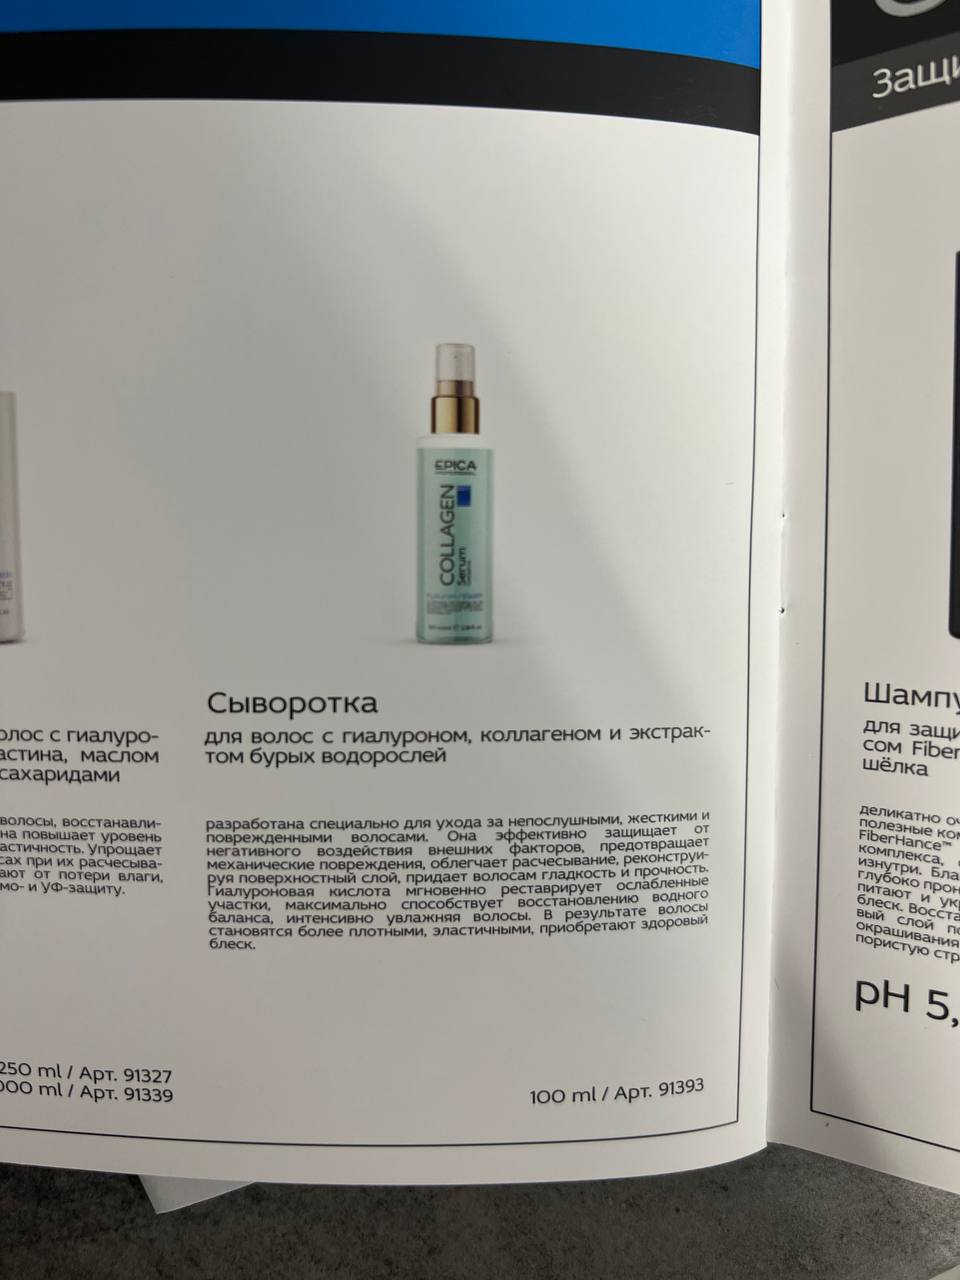 Защи
EPICA
PROFESSIONAL
COLLAGEN
Serum
Сыворотка
для волос с гиалуроном, коллагеном и экстрак-
том бурых водорослей
разработана специально для ухода за непослушными, жесткими и
поврежденными волосами. Она эффективно защищает от
негативного воздействия внешних факторов, предотвращает
механические повреждения, облегчает расчесывание, реконструи-
руя поверхностный слой, придает волосам гладкость и прочность.
Гиалуроновая кислота мгновенно реставрирует ослабленные
участки, максимально способствует восстановлению водного
баланса, интенсивно увлажняя волосы. В результате волосы
становятся более плотными, эластичными, приобретают здоровый
блеск.
100 ml / Арт. 91393
олос с гиалуро-
астина, маслом
сахаридами
волосы, восстанавли-
на повышает уровень
астичность. Упрощает
сах при их расчесыва-
ают от потери влаги,
мо- и УФ-защиту.
250 ml / Арт. 91327
000 ml / Арт. 91339
Шампу
для защи
сом Fiber
шёлка
деликатно оч
полезные ком
FiberHance™
комплекса,
изнутри. Бла
глубоко прон
питают и укр
блеск. Восста
вый слой по
окрашивания
пористую стр
pH 5,